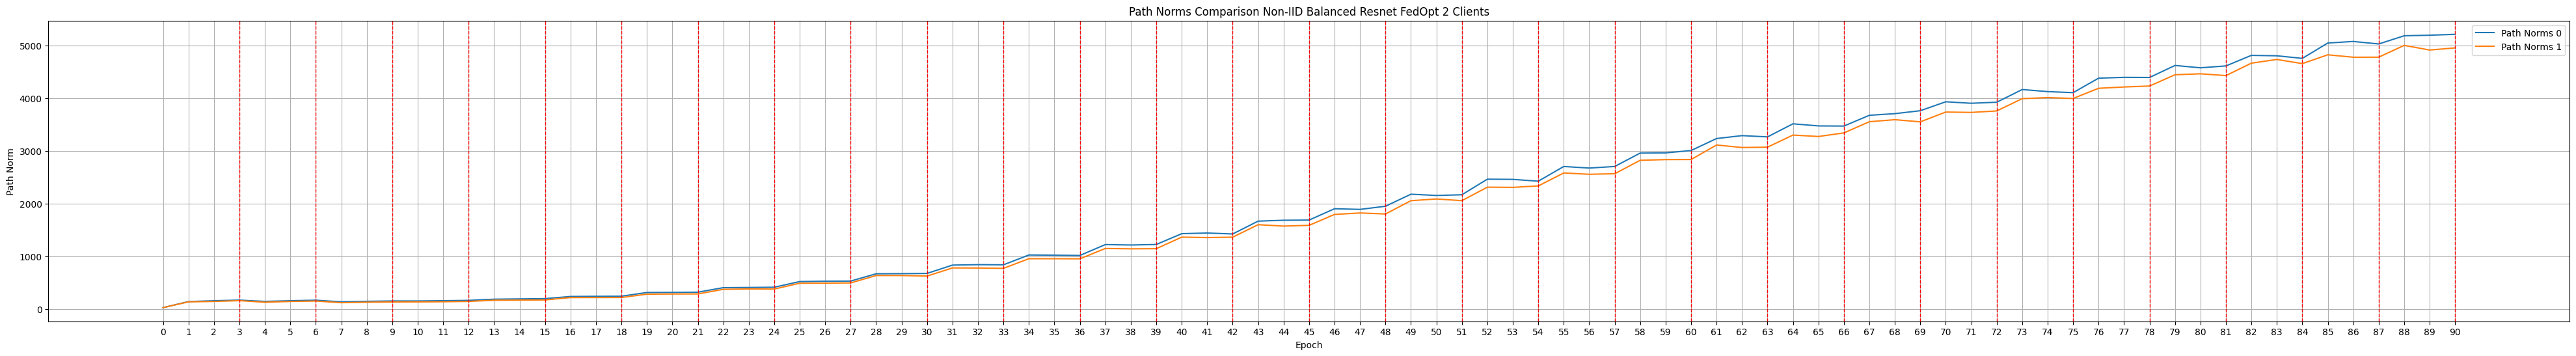 Path Norms Comparison Non-IID Balanced Resnet FedOpt 2 Clients
Path Norms 0
Path Norms 1
Path Norm
5000
4000
3000
2000
1000
0
0 1 2 3 4 5 6 7 8 9 10 11 12 13 14 15 16 17 18 19 20 21 22 23 24 25 26 27 28 29 30 31 32 33 34 35 36 37 38 39 40 41 42 43 44 45 46 47 48 49 50 51 52 53 54 55 56 57 58 59 60 61 62 63 64 65 66 67 68 69 70 71 72 73 74 75 76 77 78 79 80 81 82 83 84 85 86 87 88 89 90
Epoch